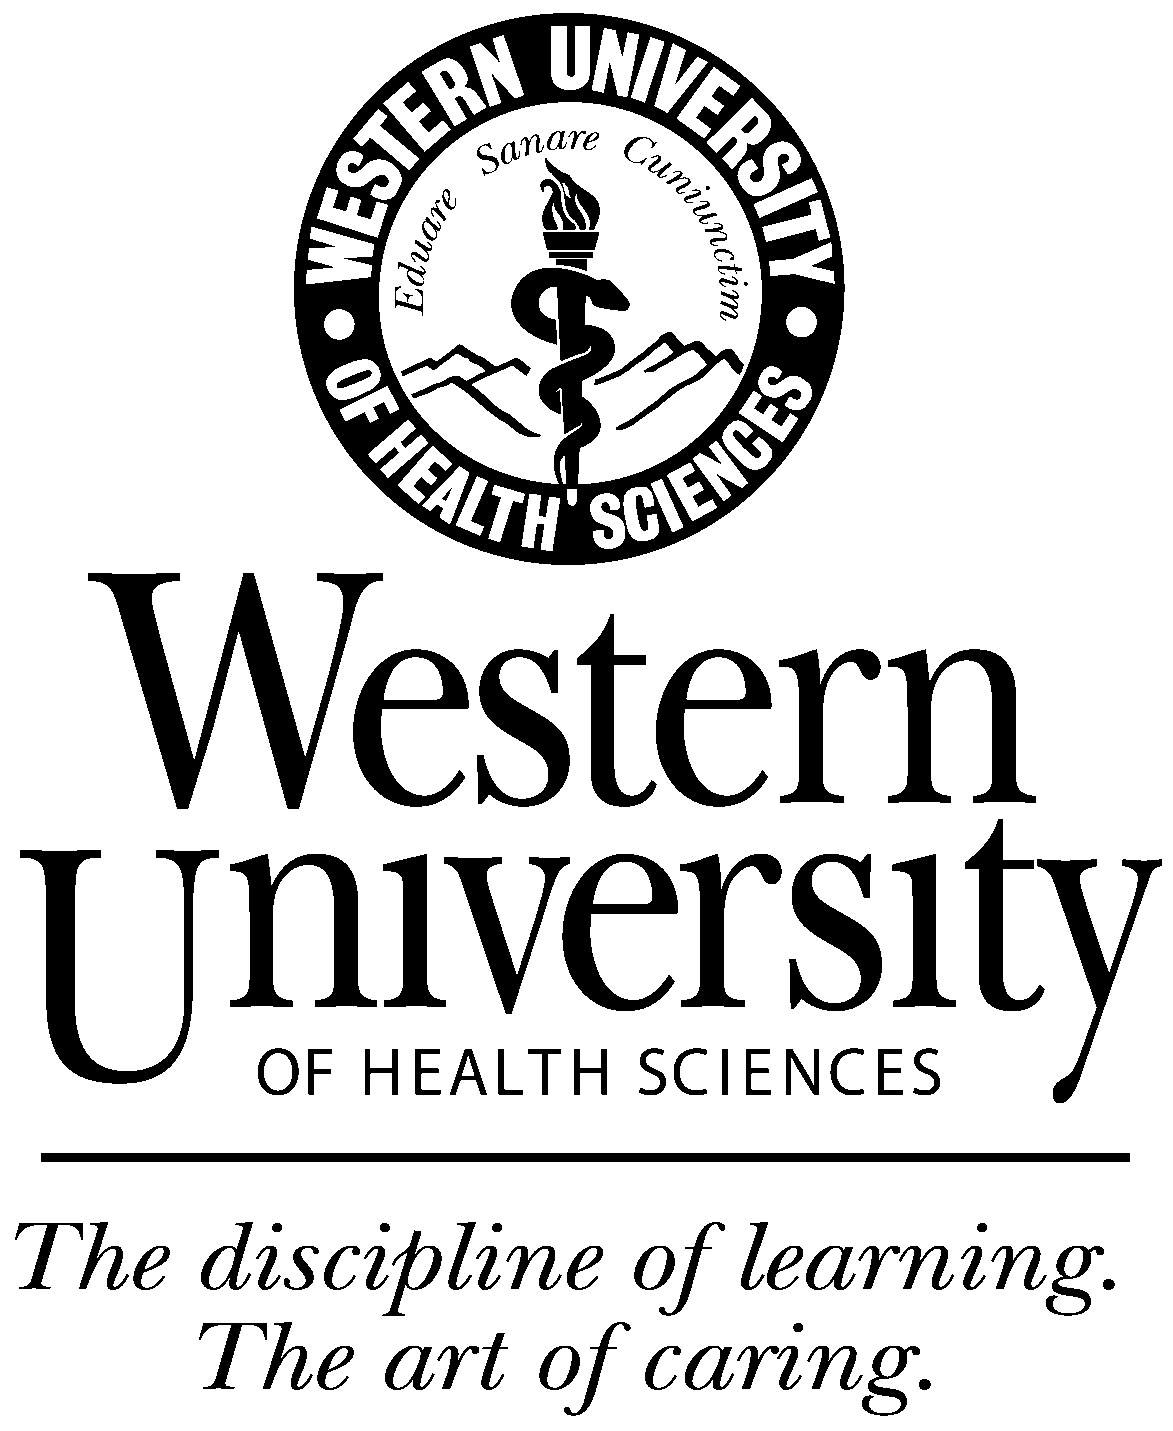 WESTERN UNIVERSITY
Eduare Sanare Cuniunctim
OF HEALTH SCIENCES
Western
University
OF HEALTH SCIENCES
The discipline of learning.
The art of caring.